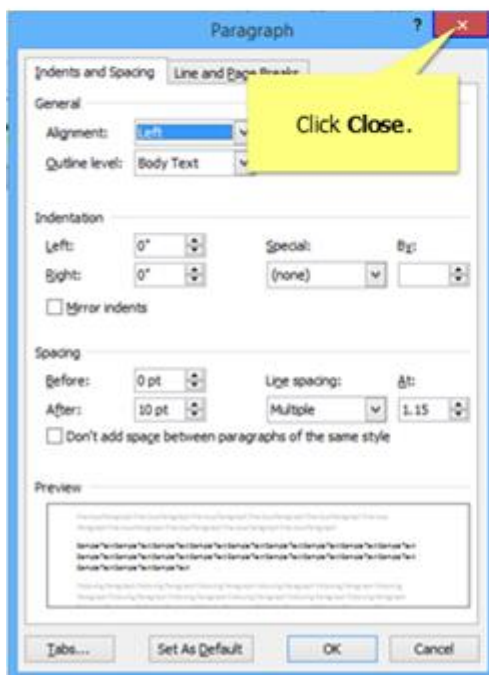 Paragraph ?
Indents and Spacing Line and Page Breaks
Click Close.
General
Alignment: Left
Outline level: Body Text
Indentation
Left: 0"
Special: By:
Right: 0"
(none)
Mirror indents
Spacing
Before: 0 pt
Line spacing: At:
After: 10 pt
Multiple 1.15
Don't add space between paragraphs of the same style
Preview
Tabs... Set As Default OK Cancel